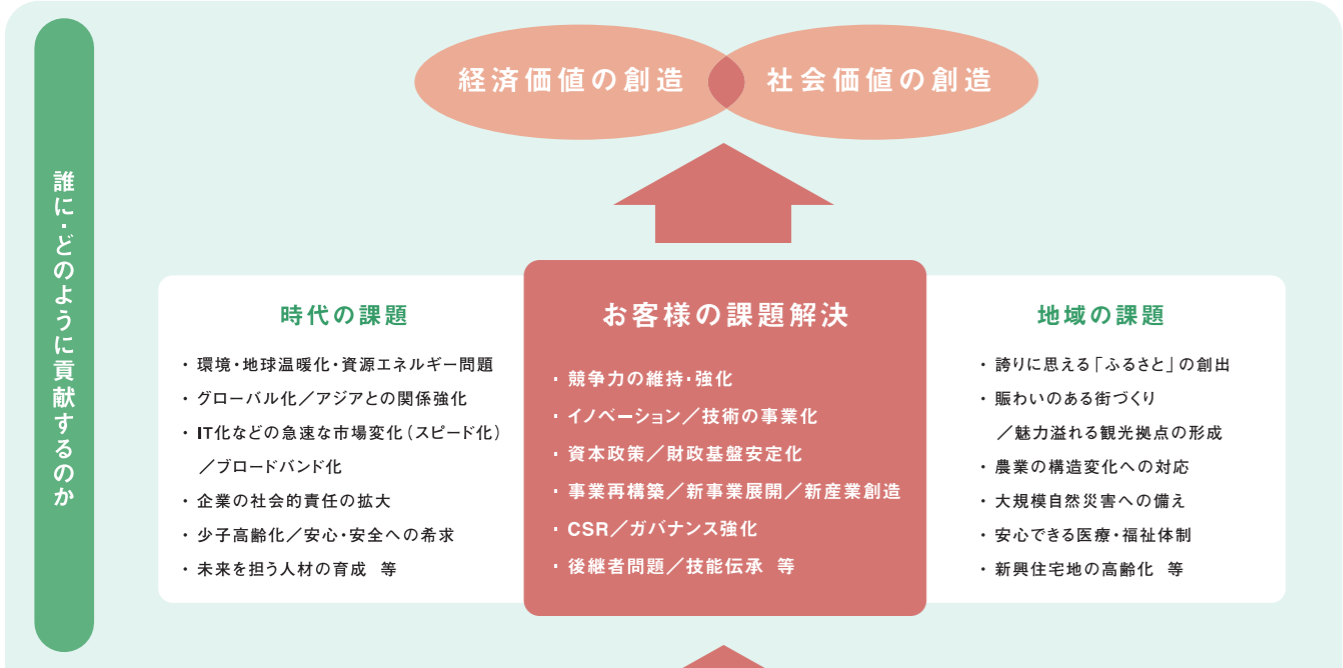 誰に・どのように貢献するのか
経済価値の創造
社会価値の創造
時代の課題
・ 環境・地球温暖化・資源エネルギー問題
・ グローバル化／アジアとの関係強化
・ IT化などの急速な市場変化（スピード化）
／ブロードバンド化
・ 企業の社会的責任の拡大
・ 少子高齢化／安心・安全への希求
・ 未来を担う人材の育成 等
お客様の課題解決
・ 競争力の維持・強化
・ イノベーション／技術の事業化
・ 資本政策／財政基盤安定化
・ 事業再構築／新事業展開／新産業創造
・ CSR／ガバナンス強化
・ 後継者問題／技能伝承 等
地域の課題
・ 誇りに思える「ふるさと」の創出
・ 賑わいのある街づくり
／魅力溢れる観光拠点の形成
・ 農業の構造変化への対応
・ 大規模自然災害への備え
・ 安心できる医療・福祉体制
・ 新興住宅地の高齢化 等